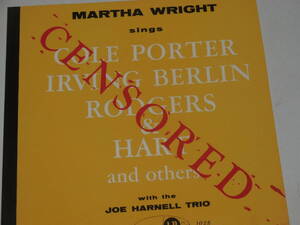 MARTHA WRIGHT
sings
COLE PORTER
IRVING BERLIN
RODGERS
&
HART
and others
CENSORED
with the
JOE HARNELL TRIO